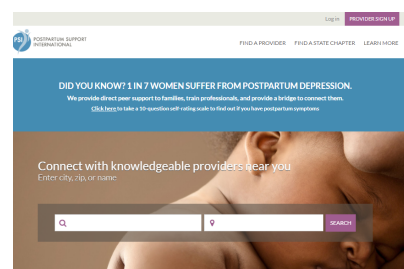 Log In PROVIDER SIGN UP
PSI POSTPARTUM SUPPORT
INTERNATIONAL
FIND A PROVIDER FIND A STATE CHAPTER LEARN MORE
DID YOU KNOW? 1 IN 7 WOMEN SUFFER FROM POSTPARTUM DEPRESSION.
We provide direct peer support to families, train professionals, and provide a bridge to connect them.
Click here to take a 10-question self-rating scale to find out if you have postpartum symptoms
Connect with knowledgeable providers near you
Enter city, zip, or name
SEARCH